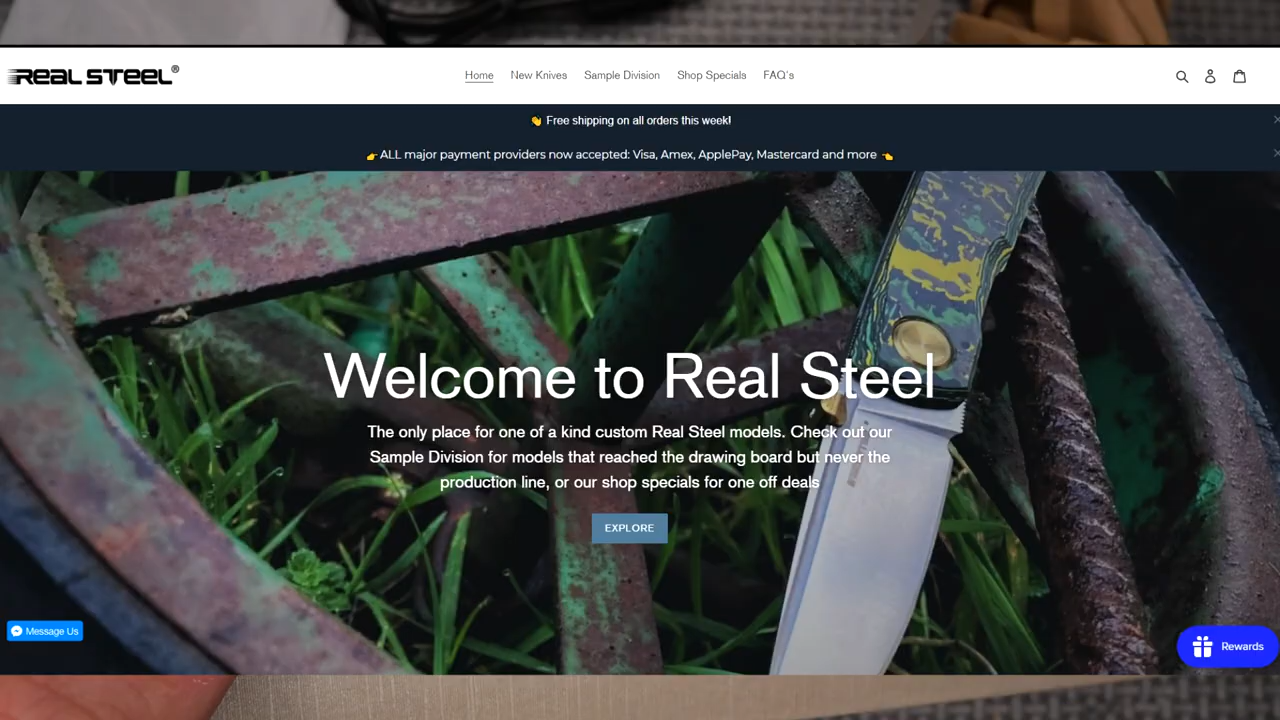 REAL STEEL®
Home New Knives Sample Division Shop Specials FAQ's
👋 Free shipping on all orders this week!
👉 ALL major payment providers now accepted: Visa, Amex, ApplePay, Mastercard and more 👈
Welcome to Real Steel
The only place for one of a kind custom Real Steel models. Check out our
Sample Division for models that reached the drawing board but never the
production line, or our shop specials for one off deals
EXPLORE
Message Us
Rewards